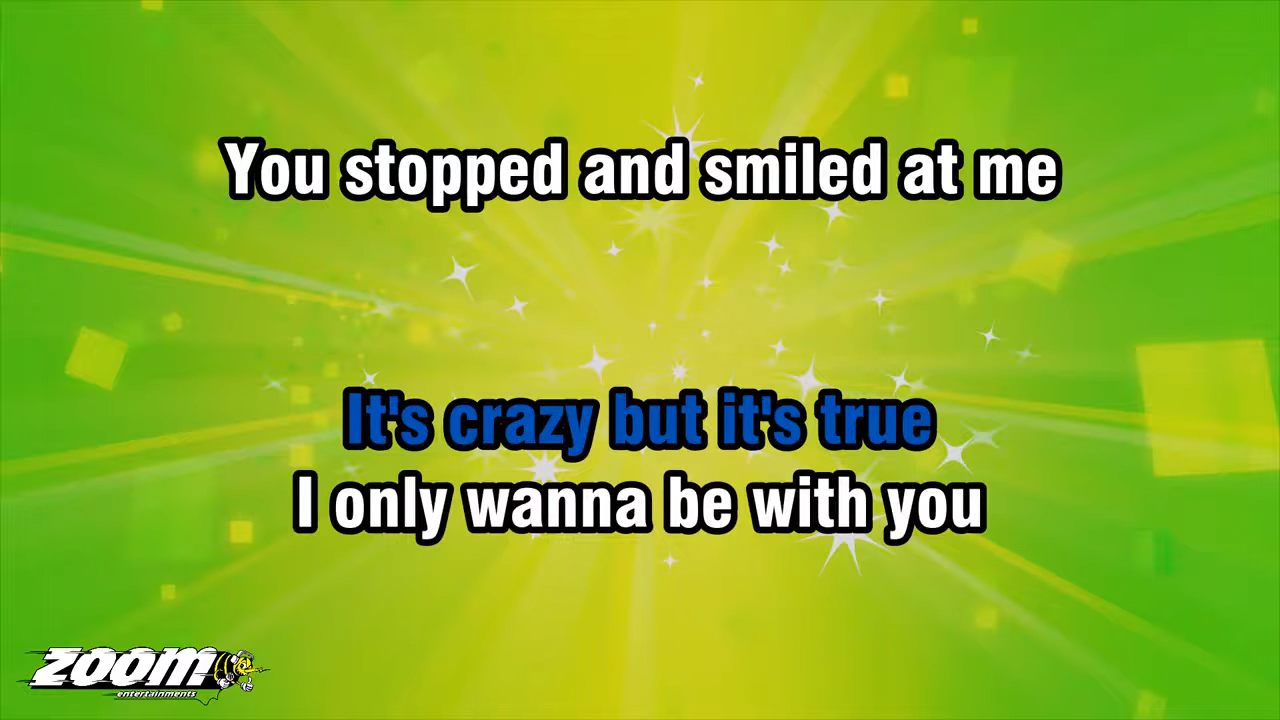 You stopped and smiled at me
It's crazy but it's true
I only wanna be with you
ZOOM
entertainments